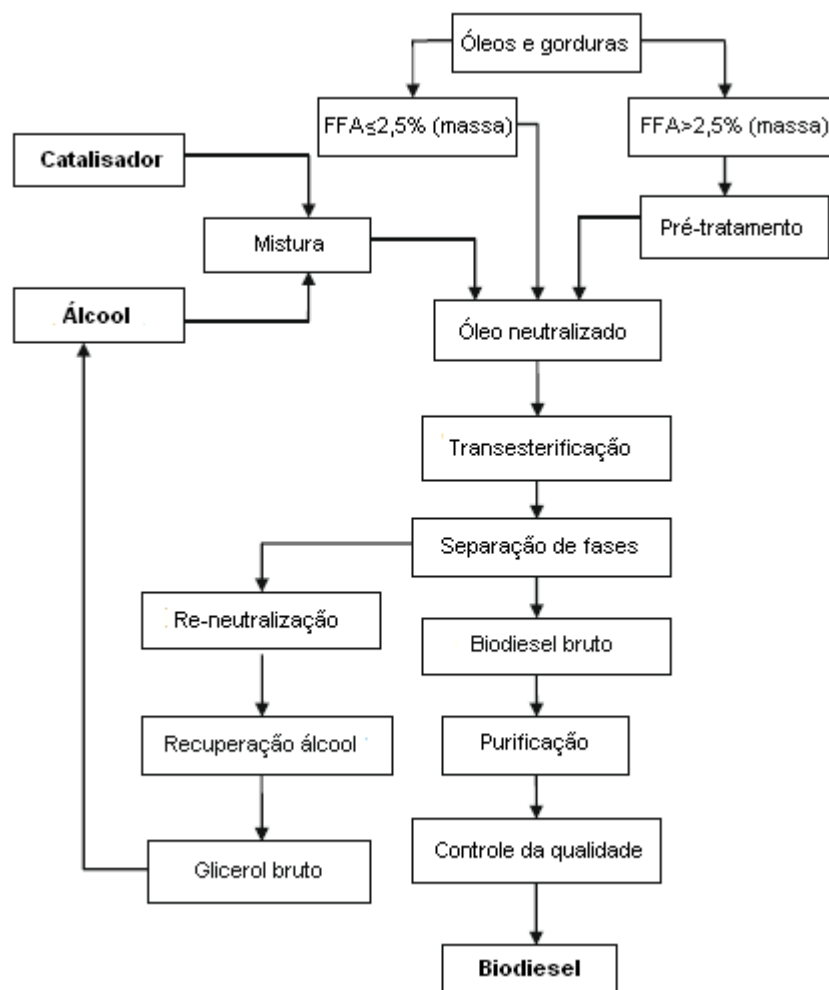 Óleos e gorduras
FFA≤2,5% (massa)
FFA>2,5% (massa)
Catalisador
Mistura
Pré-tratamento
Álcool
Óleo neutralizado
Transesterificação
Separação de fases
Re-neutralização
Biodiesel bruto
Recuperação álcool
Purificação
Glicerol bruto
Controle da qualidade
Biodiesel